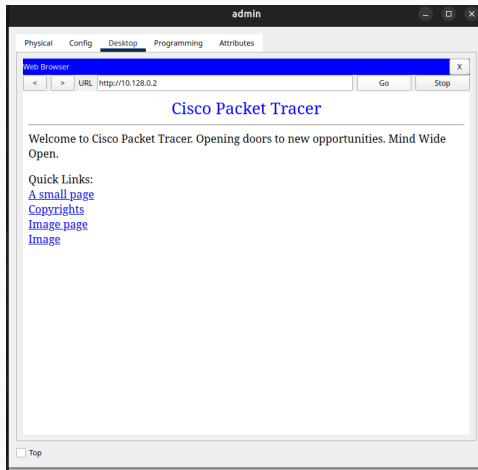 admin
Physical Config Desktop Programming Attributes
Web Browser
X
< > URL http://10.128.0.2 Go Stop
Cisco Packet Tracer
Welcome to Cisco Packet Tracer. Opening doors to new opportunities. Mind Wide
Open.
Quick Links:
A small page
Copyrights
Image page
Image
Top